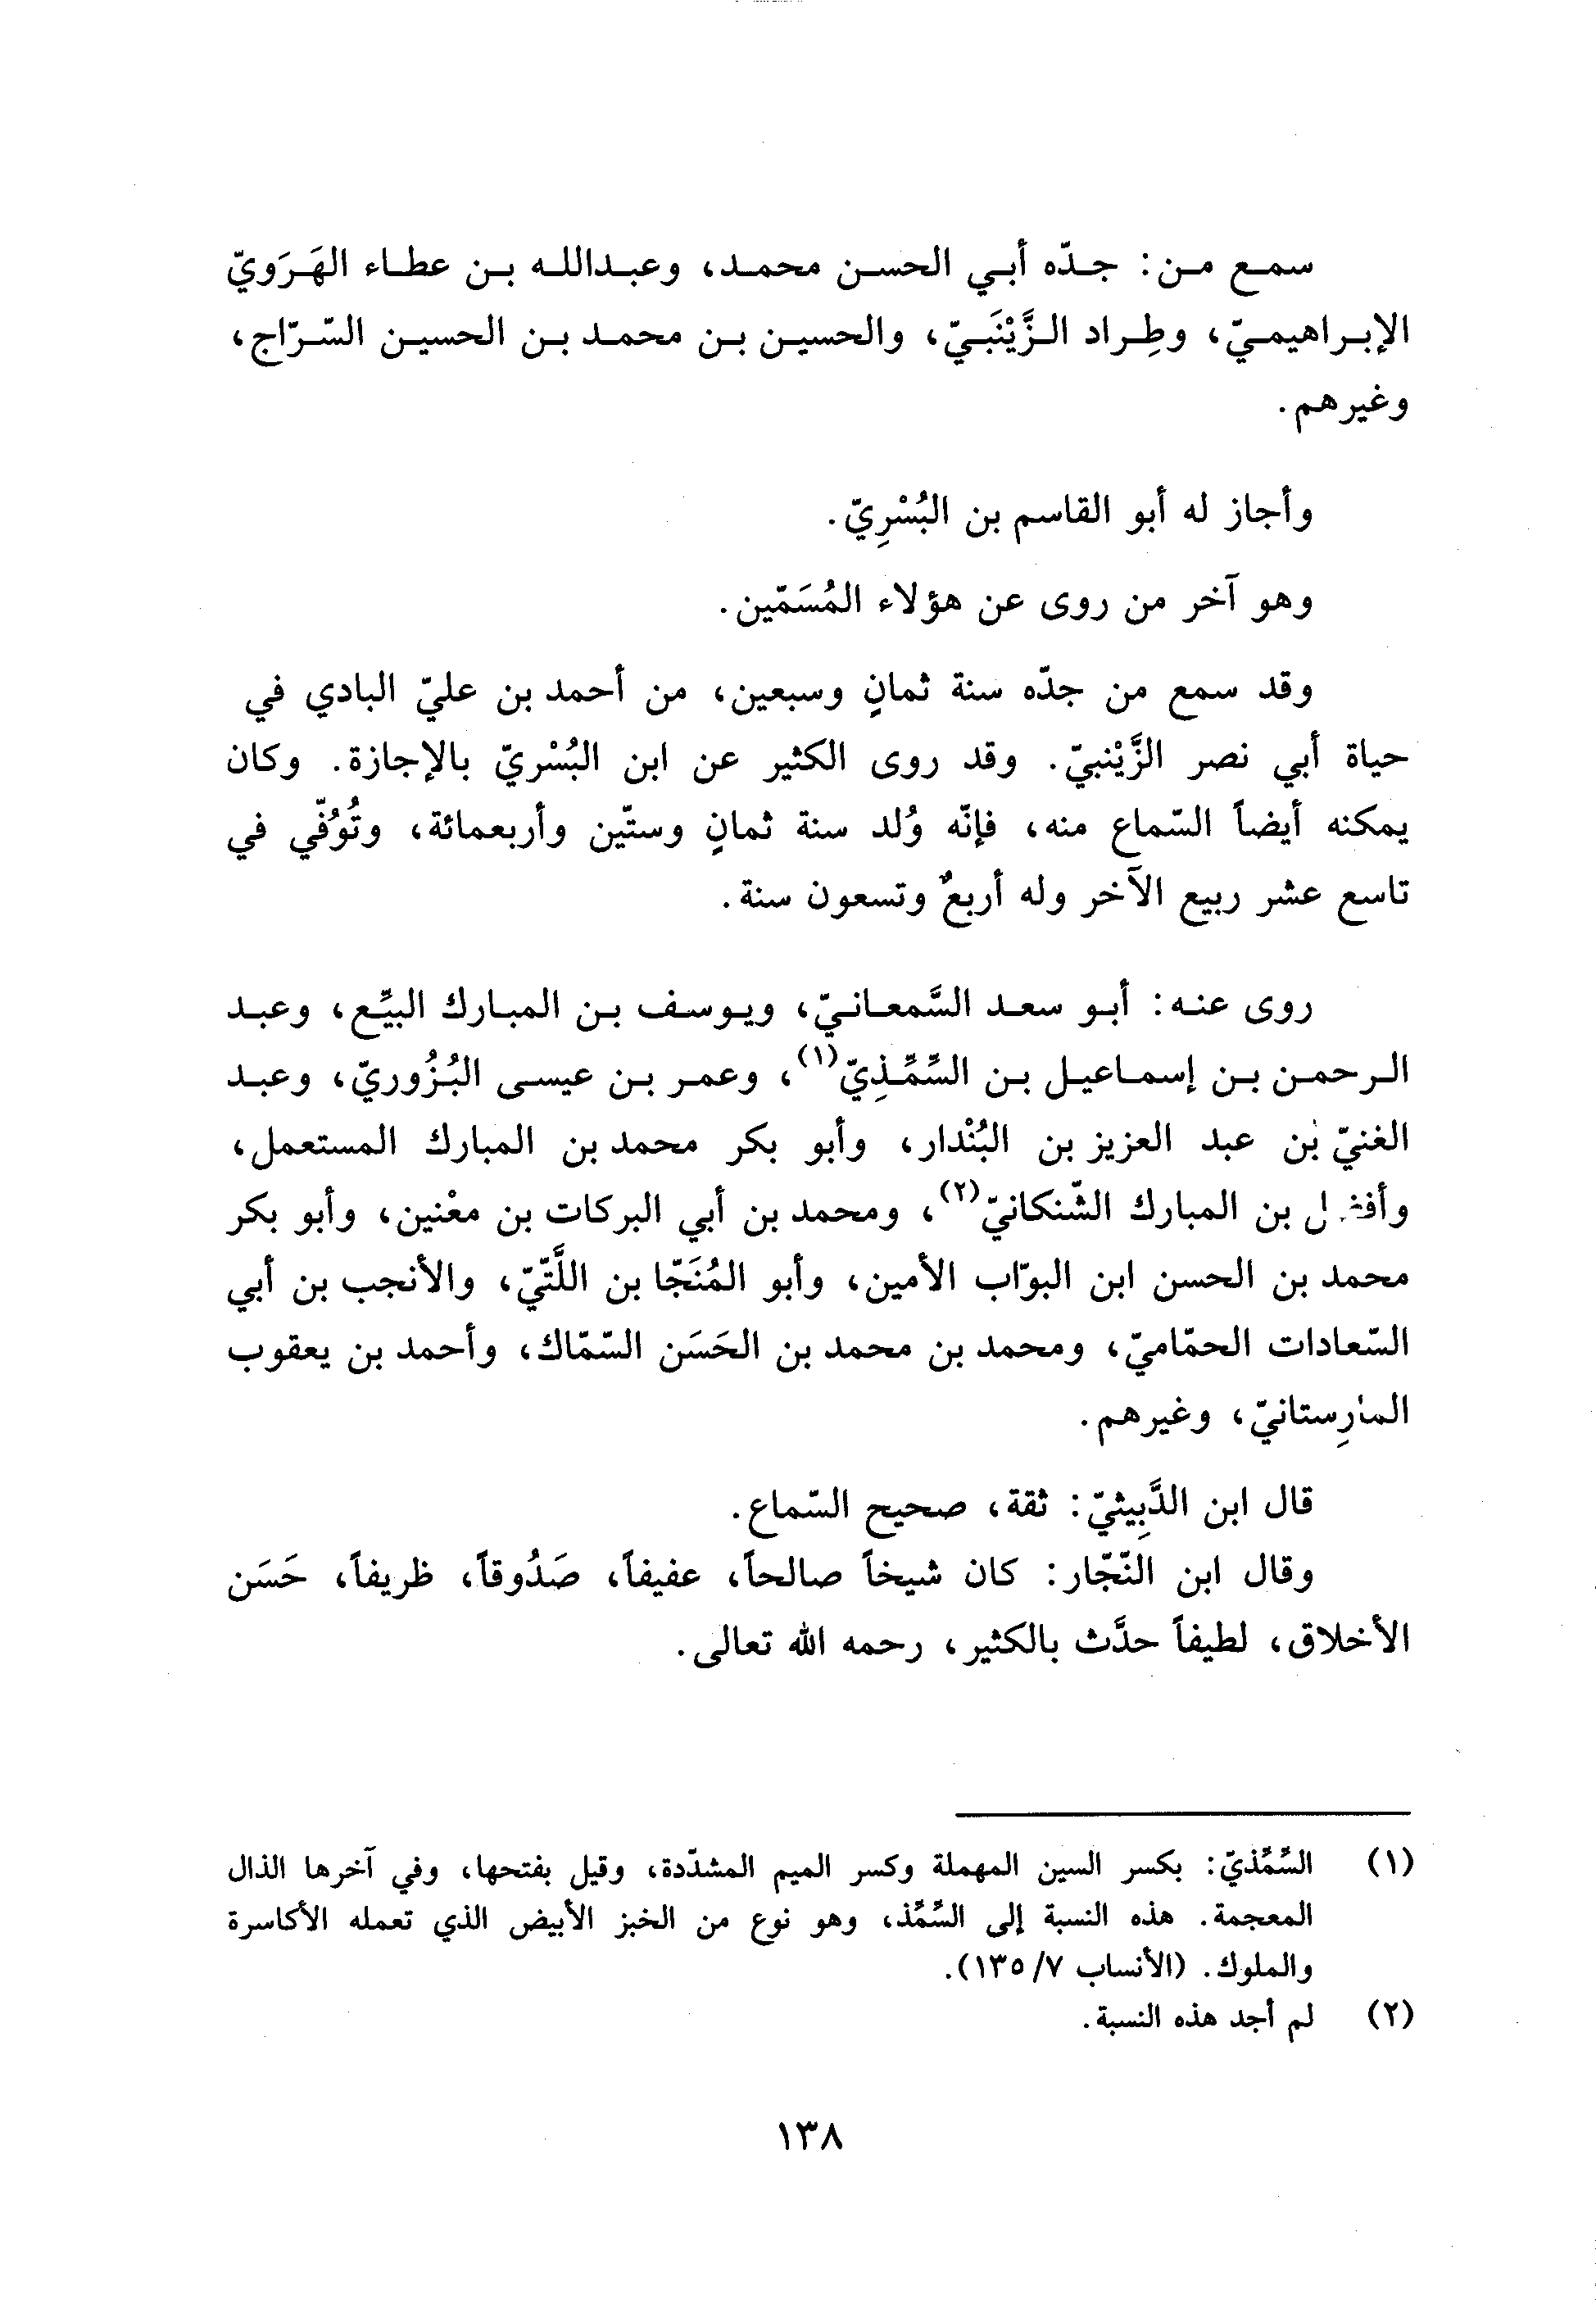 سمع من: جدّه أبي الحسن محمد، وعبدالله بن عطاء الهَرَويّ
الإبراهيميّ، وطِراد الزَّيْنَبيّ، والحسين بن محمد بن الحسين السّرّاج،
وغيرهم.
وأجاز له أبو القاسم بن البُسْرِيّ.
وهو آخر من روى عن هؤلاء المُسَمّين.
وقد سمع من جدّه سنة ثمانٍ وسبعين، من أحمد بن عليّ البادي في
حياة أبي نصر الزَّيْنبيّ. وقد روى الكثير عن ابن البُسْريّ بالإجازة. وكان
يمكنه أيضاً السّماع منه، فإنّه وُلد سنة ثمانٍ وستّين وأربعمائة، وتُوُفّي في
تاسع عشر ربيع الآخر وله أربعٌ وتسعون سنة.
روى عنه: أبو سعد السَّمعانيّ، ويوسف بن المبارك البيِّع، وعبد
الرحمن بن إسماعيل بن السِّمِّذِيّ(١)، وعمر بن عيسى البُزُوريّ، وعبد
الغنيّ بن عبد العزيز بن البُنْدار، وأبو بكر محمد بن المبارك المستعمل،
بن المبارك الشّنكانيّ(٢)، ومحمد بن أبي البركات بن معْنين، وأبو بكر
محمد بن الحسن ابن البوّاب الأمين، وأبو المُنَجّا بن اللَّتّيّ، والأنجب بن أبي
السّعادات الحمّاميّ، ومحمد بن محمد بن الحَسَن السّمّاك، وأحمد بن يعقوب
المارِستانيّ، وغيرهم.
قال ابن الدَّبِيثيّ: ثقة، صحيح السّماع.
وقال ابن النّجّار: كان شيخاً صالحاً، عفيفاً، صَدُوقاً، ظريفاً، حَسَن
الأخلاق، لطيفاً حدَّث بالكثير، رحمه الله تعالى.
(١) السِّمِّذيّ: بكسر السين المهملة وكسر الميم المشدّدة، وقيل بفتحها، وفي آخرها الذال
المعجمة. هذه النسبة إلى السِّمِّذ، وهو نوع من الخبز الأبيض الذي تعمله الأكاسرة
والملوك. (الأنساب ٧/ ١٣٥).
(٢) لم أجد هذه النسبة.
١٣٨